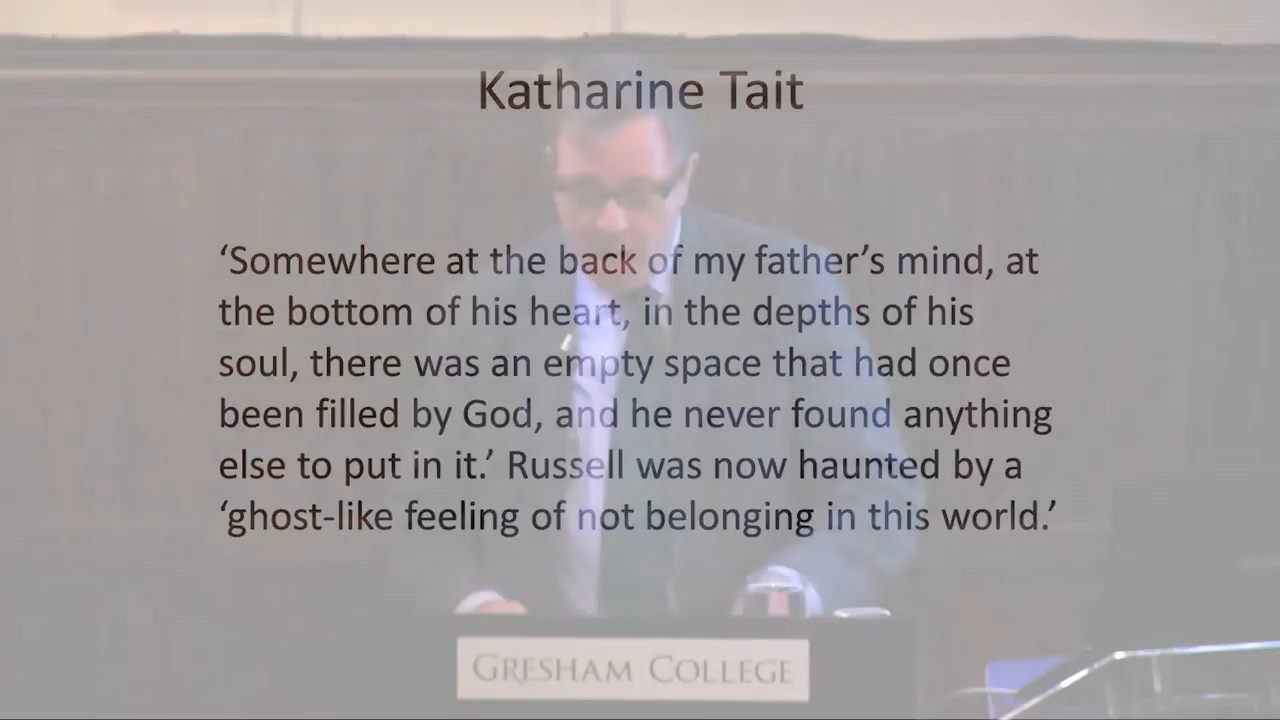 Katharine Tait
‘Somewhere at the back of my father’s mind, at
the bottom of his heart, in the depths of his
soul, there was an empty space that had once
been filled by God, and he never found anything
else to put in it.’ Russell was now haunted by a
‘ghost-like feeling of not belonging in this world.’
GRESHAM COLLEGE